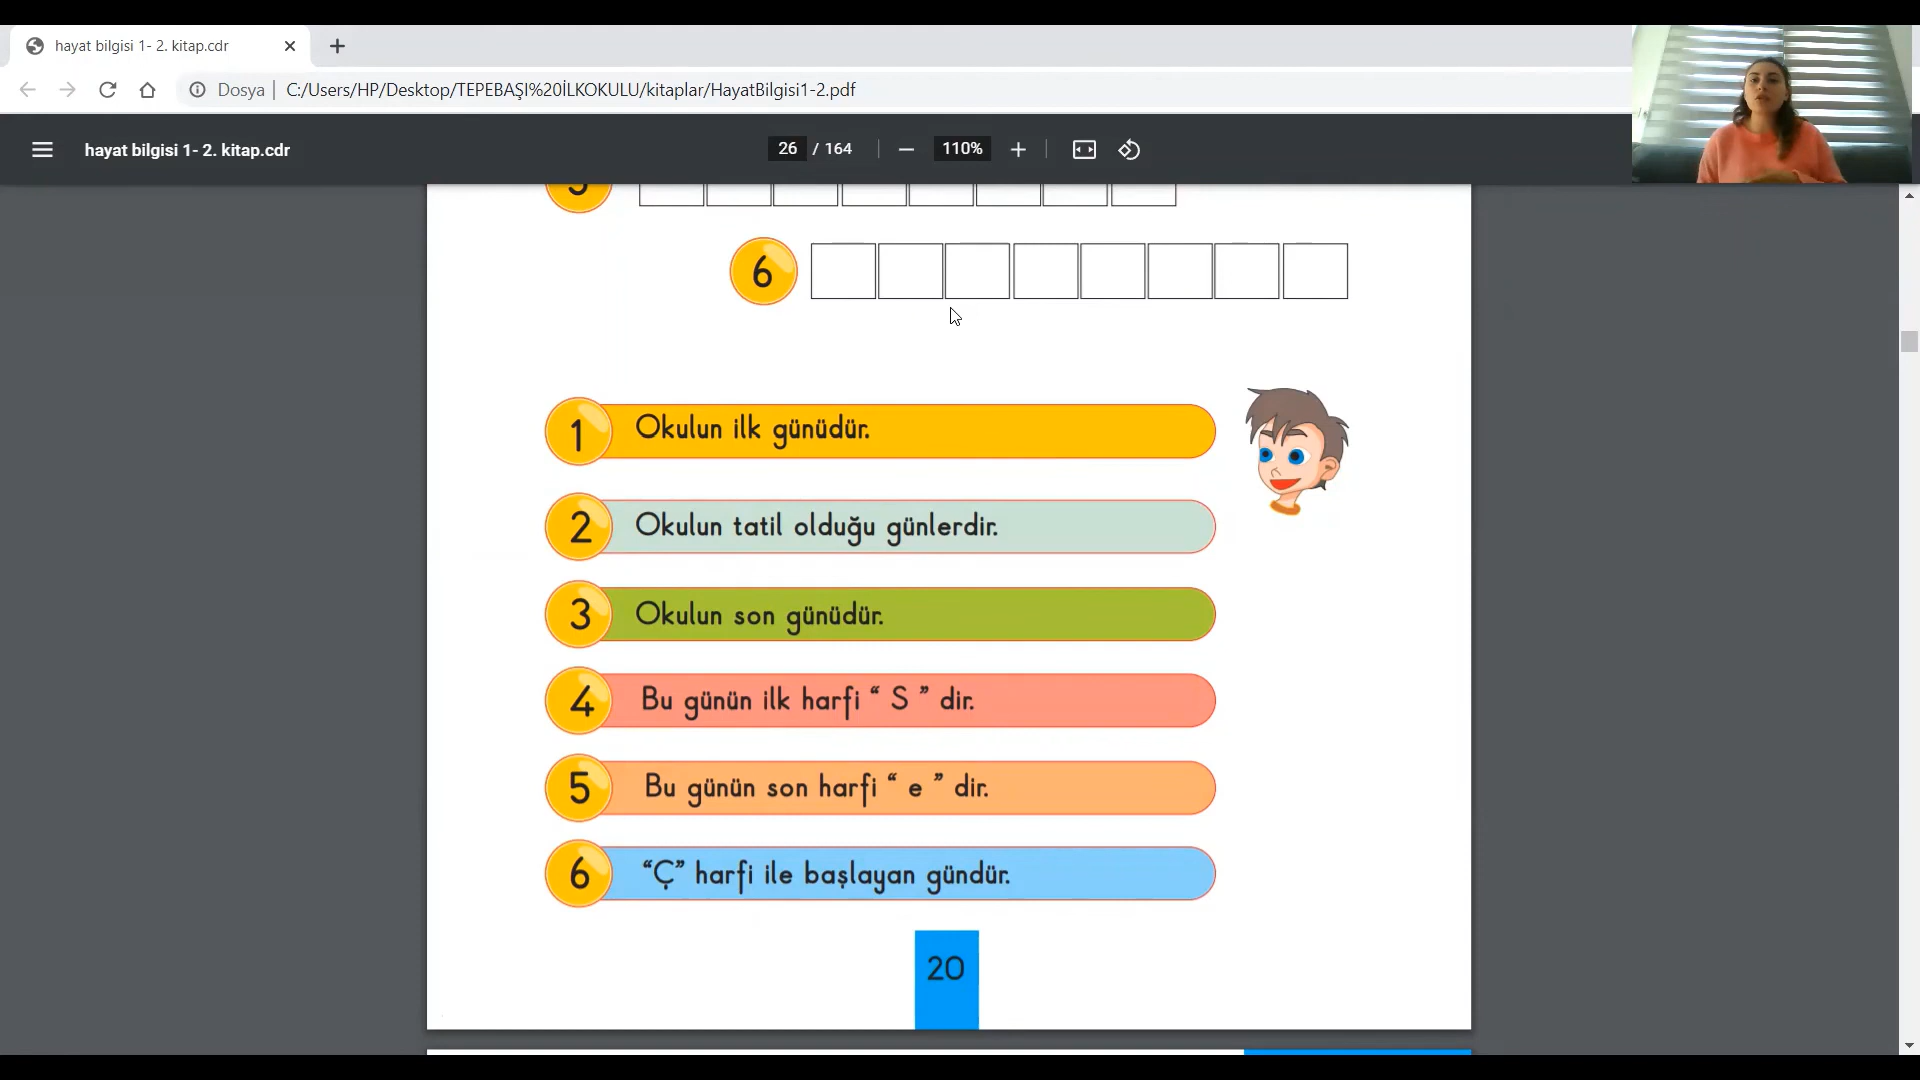 hayat bilgisi 1- 2. kitap.cdr
Dosya
C:/Users/HP/Desktop/TEPEBAŞI%20İLKOKULU/kitaplar/HayatBilgisi1-2.pdf
hayat bilgisi 1- 2. kitap.cdr
26 / 164
110%
6
1 Okulun ilk günüdür.
2 Okulun tatil olduğu günlerdir.
3 Okulun son günüdür.
4 Bu günün ilk harfi “ S ” dir.
5 Bu günün son harfi “ e ” dir.
6 “Ç” harfi ile başlayan gündür.
20